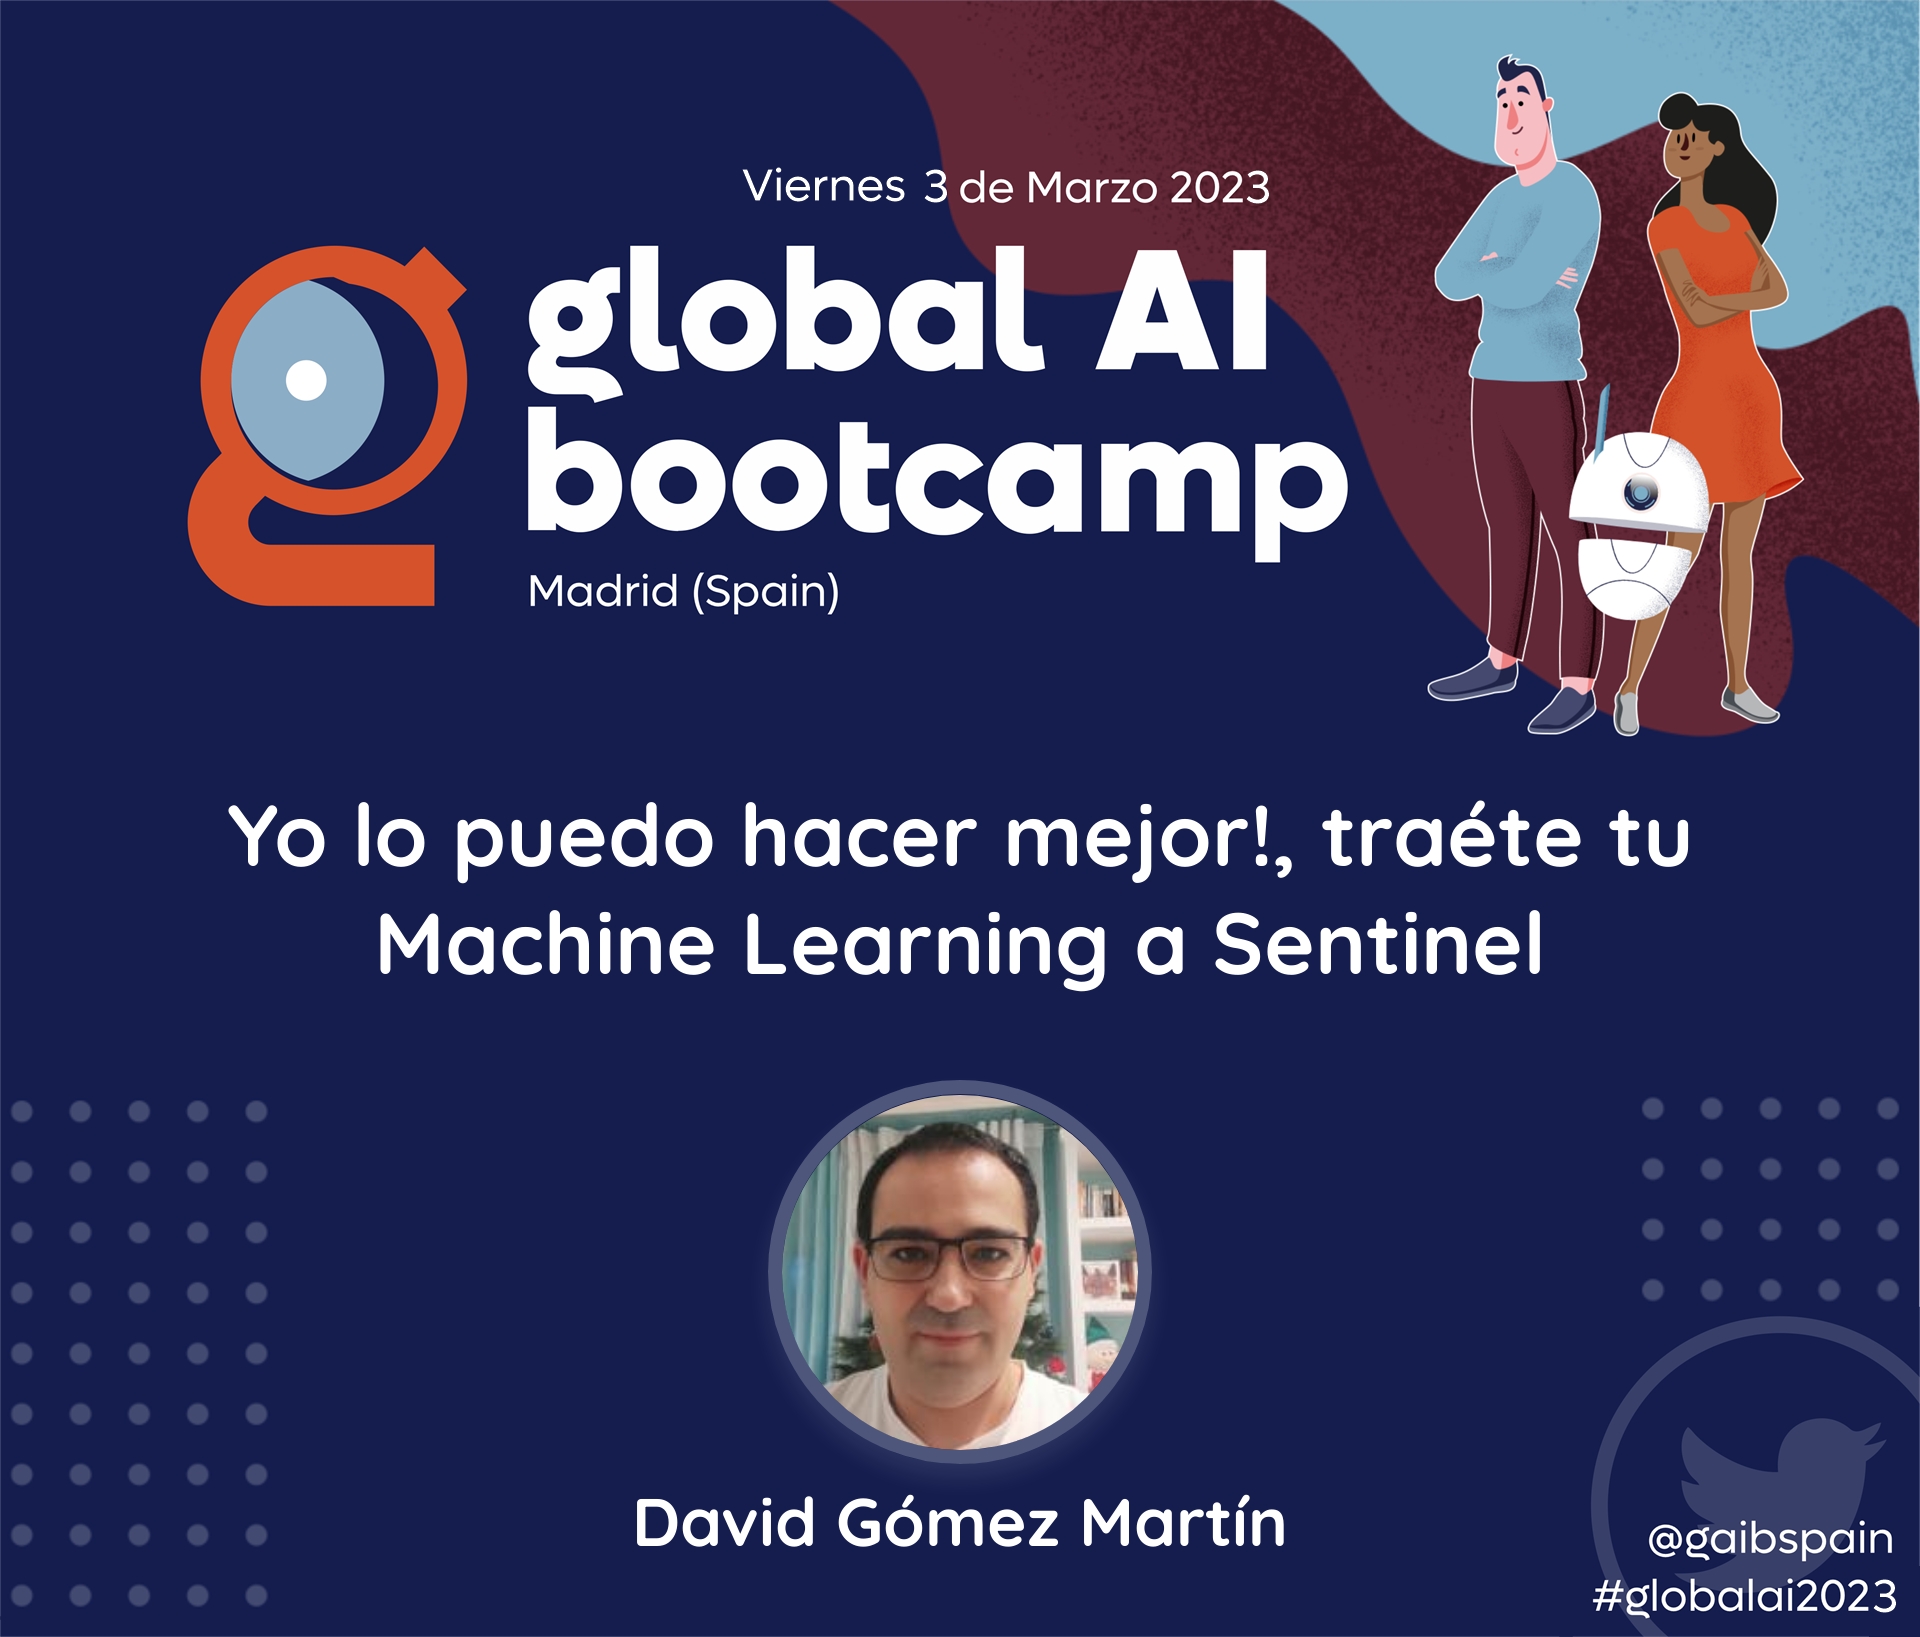 Viernes 3 de Marzo 2023
global AI
bootcamp
Madrid (Spain)
Yo lo puedo hacer mejor!, traéte tu
Machine Learning a Sentinel
David Gómez Martín
@gaibspain
#globalai2023